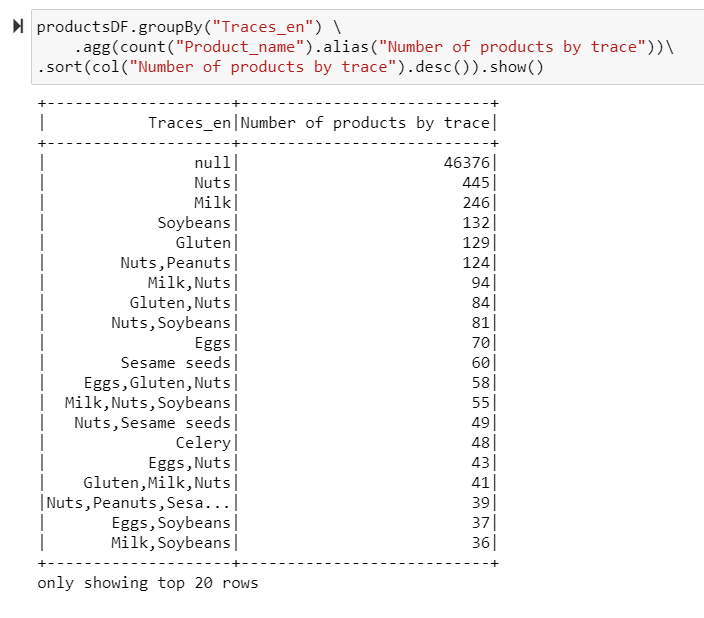 productsDF.groupBy("Traces_en") \
    .agg(count("Product_name").alias("Number of products by trace"))\
.sort(col("Number of products by trace").desc()).show()
+--------------------+---------------------------+
|           Traces_en|Number of products by trace|
+--------------------+---------------------------+
|                null|                      46376|
|                Nuts|                        445|
|                Milk|                        246|
|            Soybeans|                        132|
|              Gluten|                        129|
|        Nuts,Peanuts|                        124|
|           Milk,Nuts|                         94|
|         Gluten,Nuts|                         84|
|       Nuts,Soybeans|                         81|
|                Eggs|                         70|
|        Sesame seeds|                         60|
|    Eggs,Gluten,Nuts|                         58|
|  Milk,Nuts,Soybeans|                         55|
|   Nuts,Sesame seeds|                         49|
|              Celery|                         48|
|           Eggs,Nuts|                         43|
|    Gluten,Milk,Nuts|                         41|
|Nuts,Peanuts,Sesa...|                         39|
|       Eggs,Soybeans|                         37|
|       Milk,Soybeans|                         36|
+--------------------+---------------------------+
only showing top 20 rows